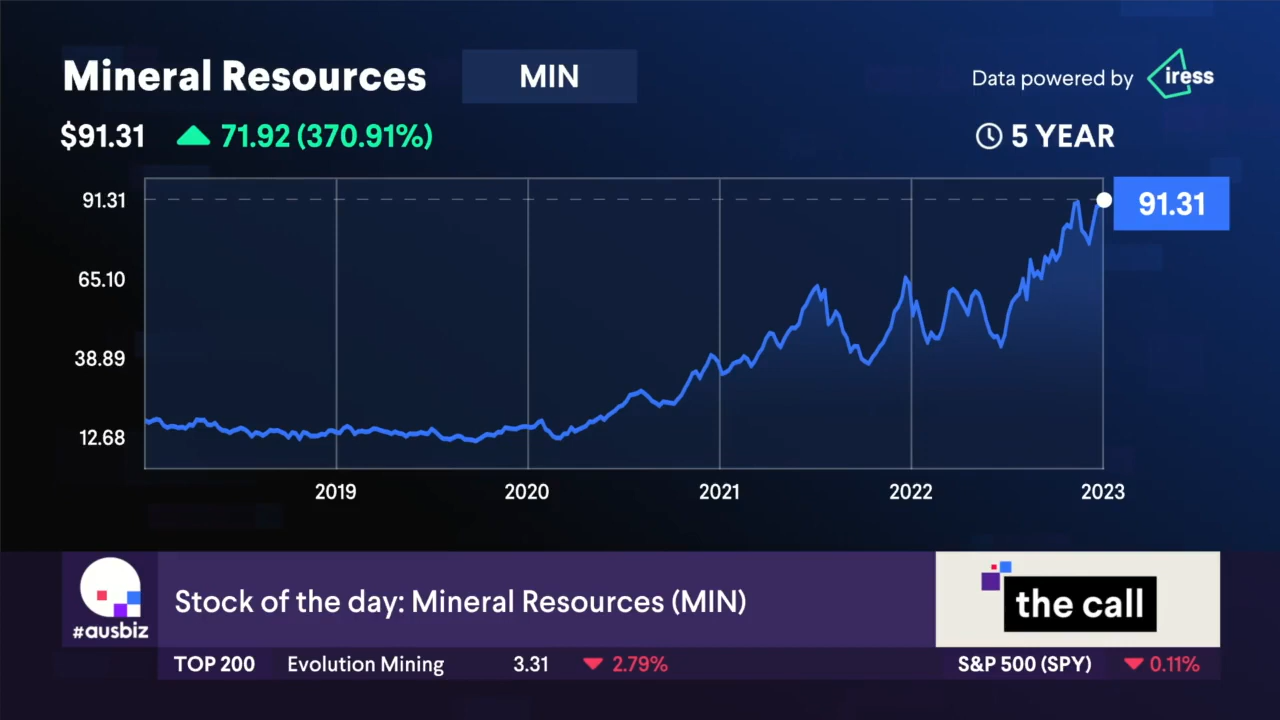 Mineral Resources MIN Data powered by iress
$91.31 71.92 (370.91%) 5 YEAR
91.31 91.31
65.10
38.89
12.68
2019 2020 2021 2022 2023
Stock of the day: Mineral Resources (MIN) the call
#ausbiz
TOP 200 Evolution Mining 3.31 2.79% S&P 500 (SPY) 0.11%